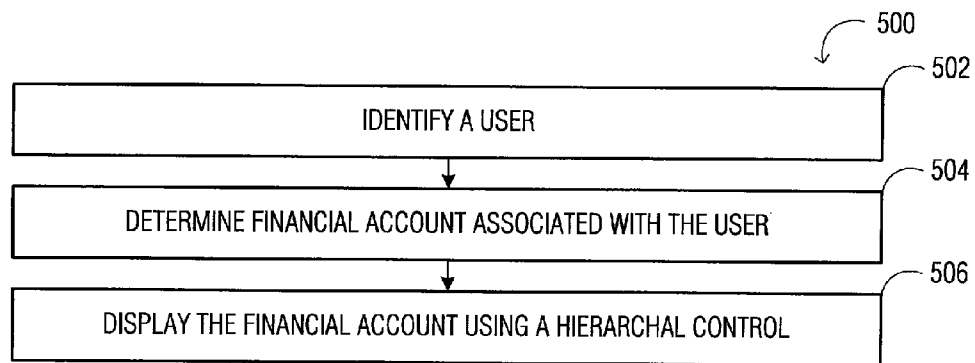 500
502
IDENTIFY A USER
504
DETERMINE FINANCIAL ACCOUNT ASSOCIATED WITH THE USER
506
DISPLAY THE FINANCIAL ACCOUNT USING A HIERARCHAL CONTROL